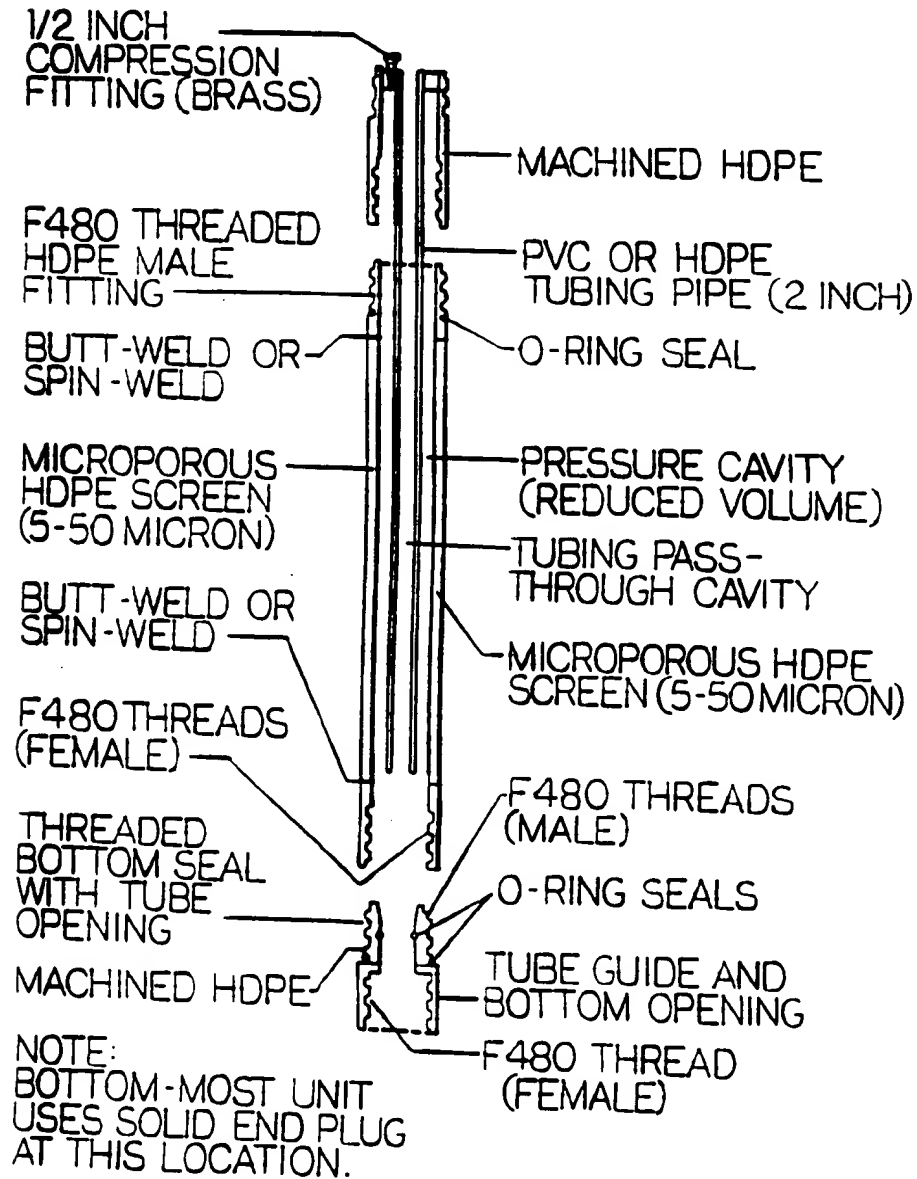 1/2 INCH
COMPRESSION
FITTING (BRASS)
MACHINED HDPE
F480 THREADED
HDPE MALE
FITTING
PVC OR HDPE
TUBING PIPE (2 INCH)
BUTT-WELD OR
SPIN-WELD
O-RING SEAL
MICROPOROUS
HDPE SCREEN
(5-50 MICRON)
PRESSURE CAVITY
(REDUCED VOLUME)
TUBING PASS-
THROUGH CAVITY
BUTT-WELD OR
SPIN-WELD
MICROPOROUS HDPE
SCREEN (5-50 MICRON)
F480 THREADS
(FEMALE)
F480 THREADS
(MALE)
THREADED
BOTTOM SEAL
WITH TUBE
OPENING
O-RING SEALS
MACHINED HDPE
TUBE GUIDE AND
BOTTOM OPENING
F480 THREAD
(FEMALE)
NOTE:
BOTTOM-MOST UNIT
USES SOLID END PLUG
AT THIS LOCATION.